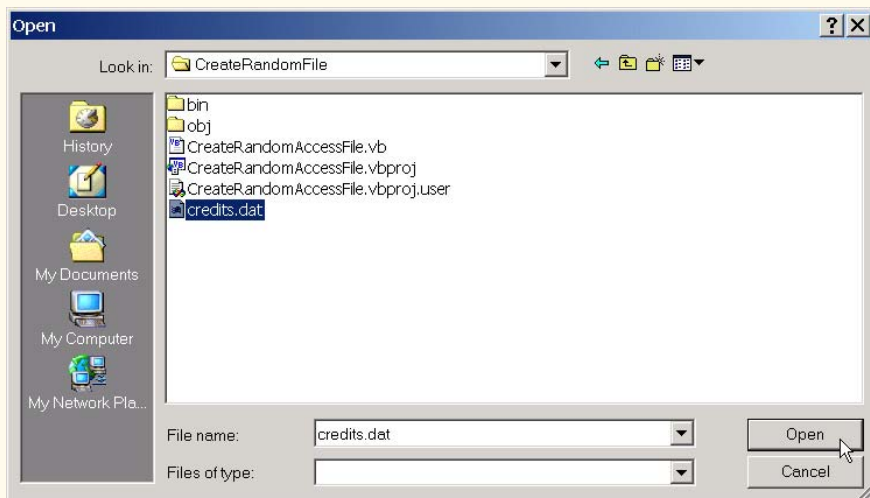 Open
Look in: CreateRandomFile
History
Desktop
My Documents
My Computer
My Network Pla...
bin
obj
CreateRandomAccessFile.vb
CreateRandomAccessFile.vbproj
CreateRandomAccessFile.vbproj.user
credits.dat
File name: credits.dat Open
Files of type: Cancel